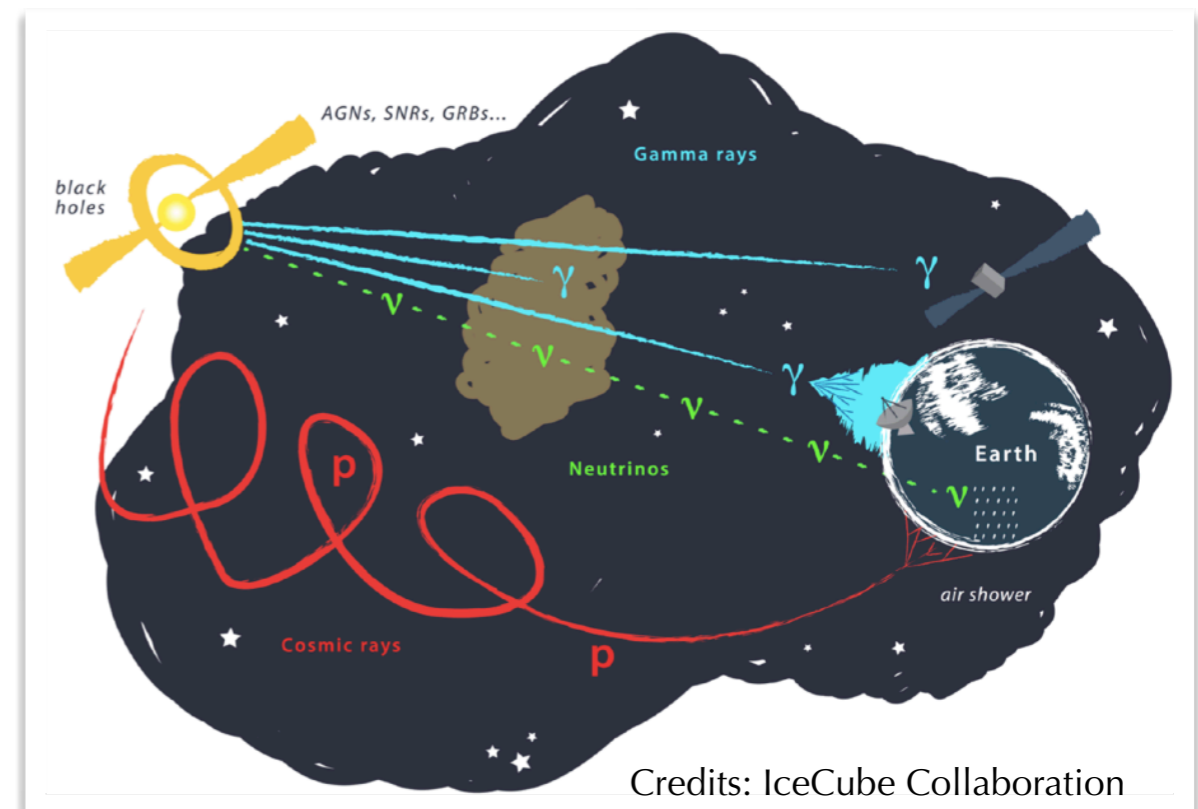 AGNs, SNRs, GRBs...
black
holes
Gamma rays
γ
γ
ν
ν
γ
ν
ν
Earth
p
Neutrinos
ν
air shower
Cosmic rays
p
Credits: IceCube Collaboration